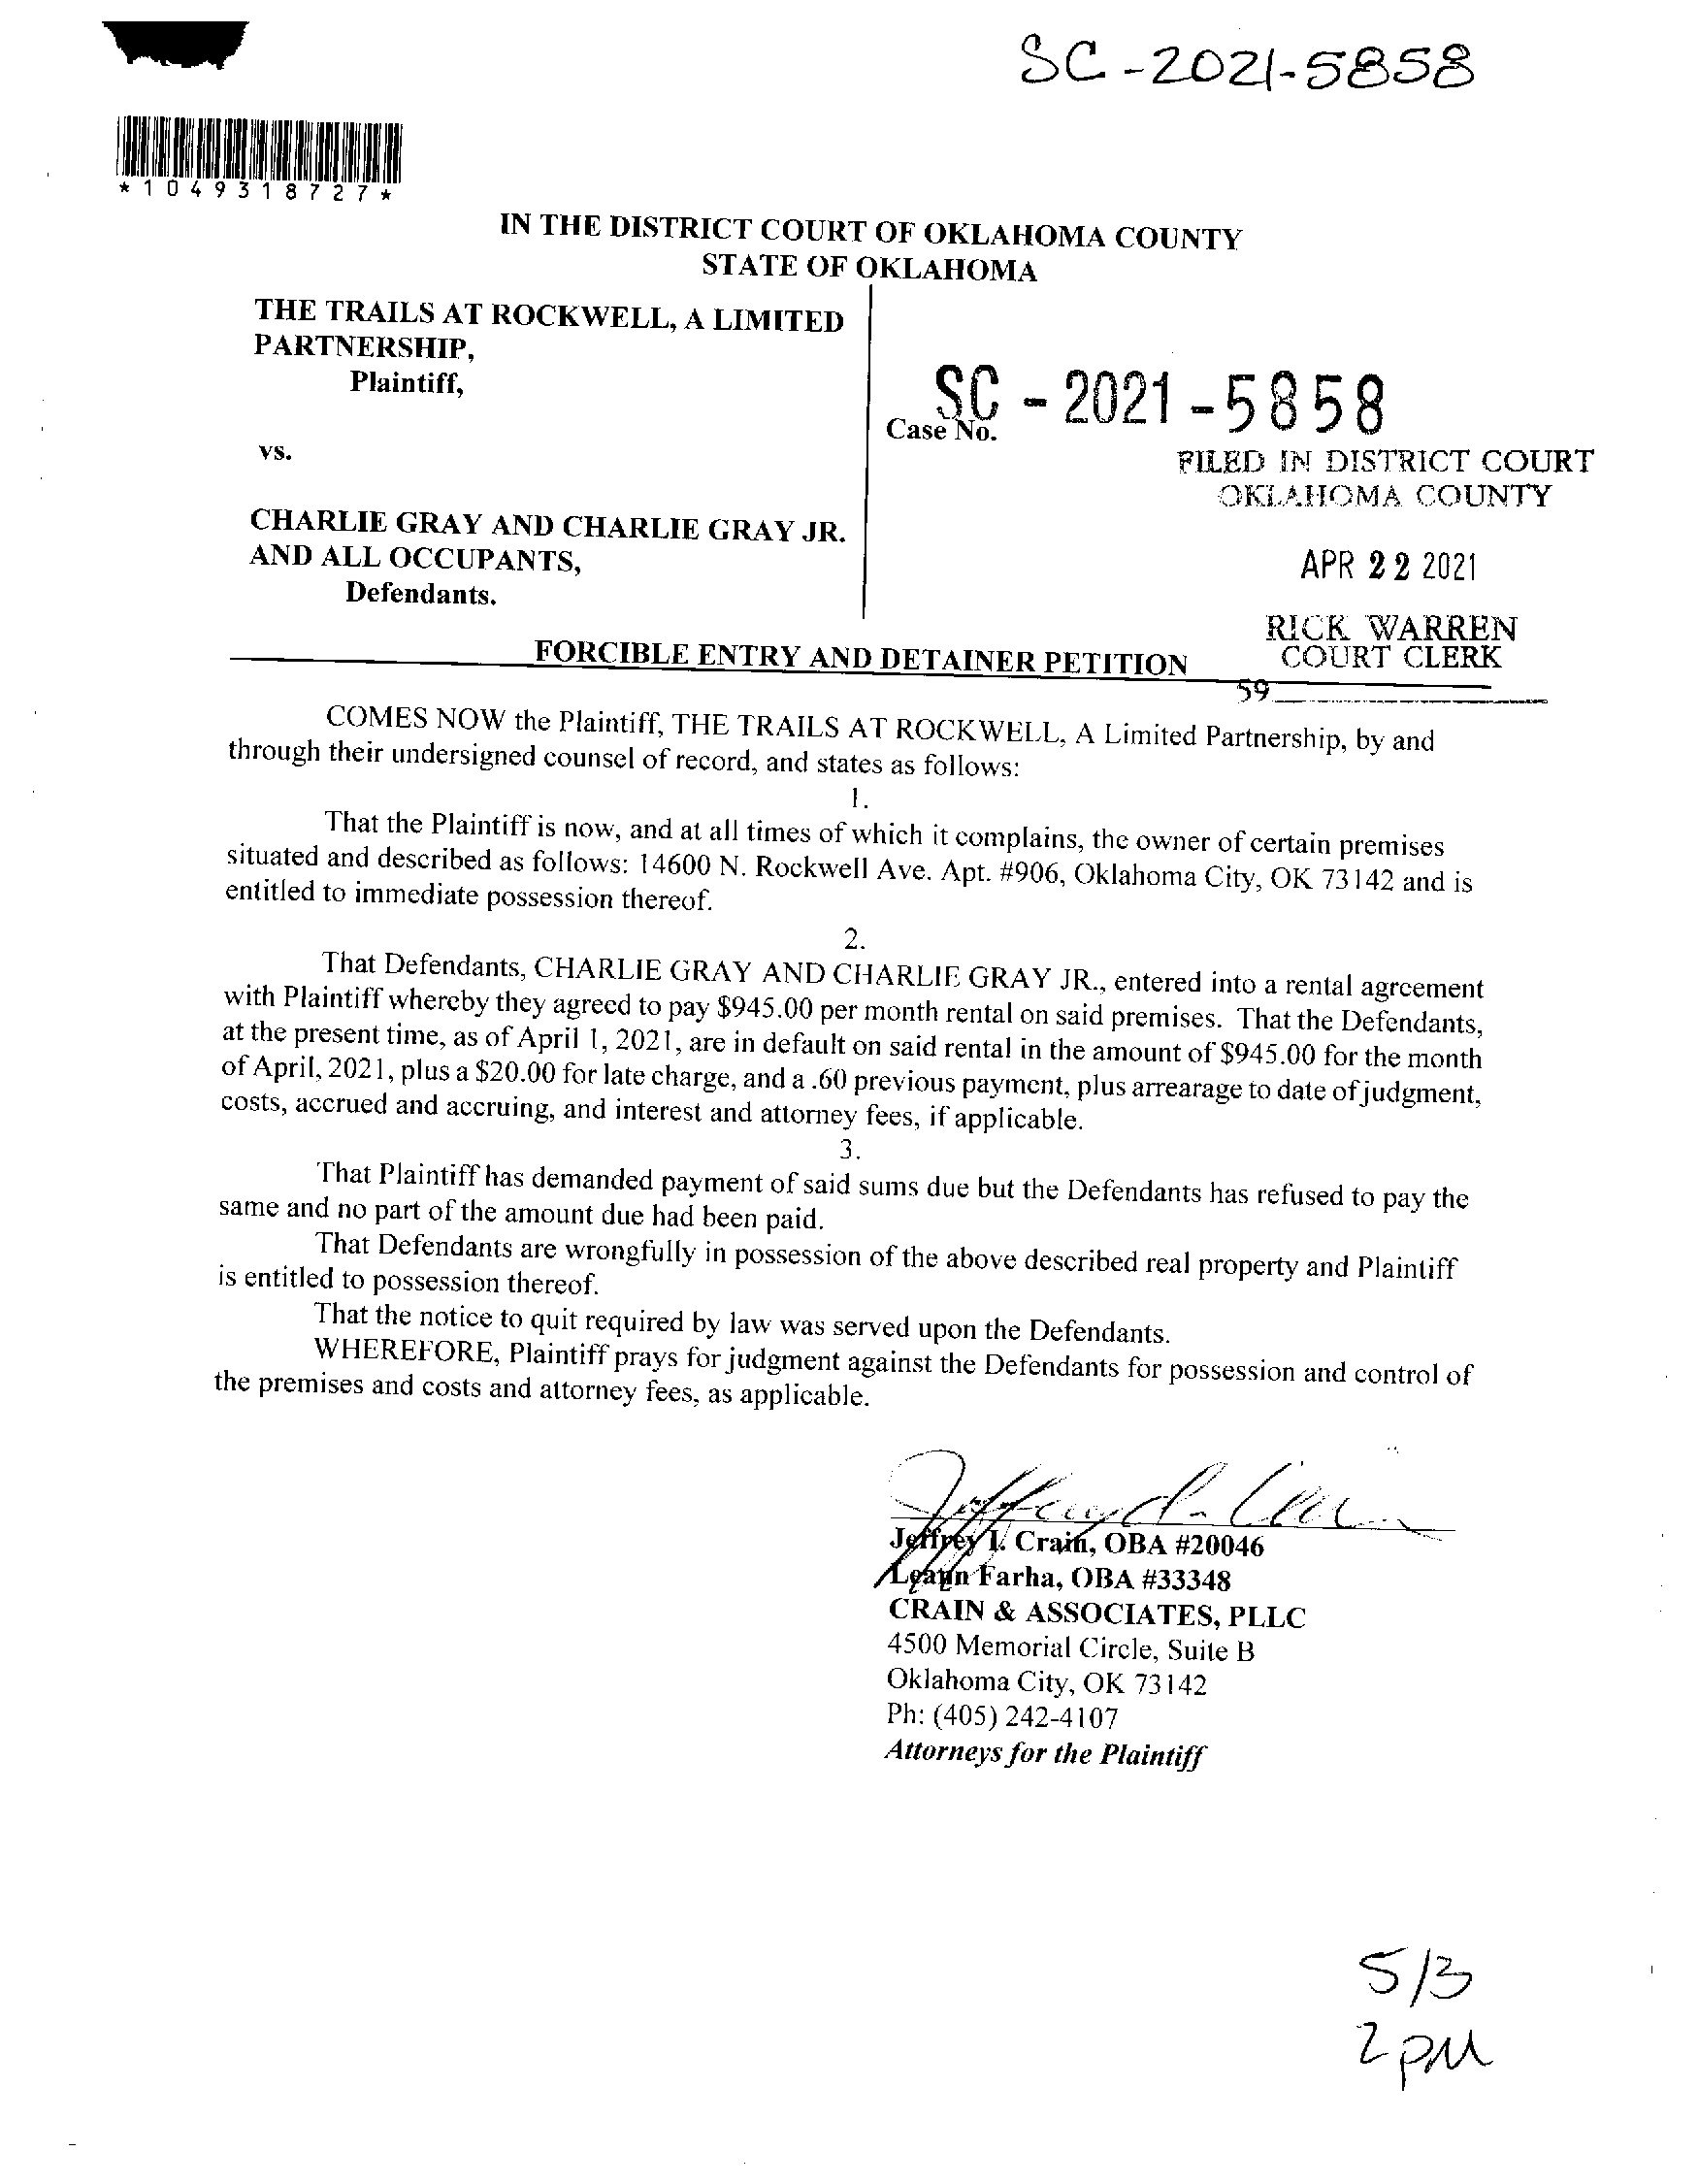 SC-2021-5858
*1049318727*
IN THE DISTRICT COURT OF OKLAHOMA COUNTY
STATE OF OKLAHOMA
THE TRAILS AT ROCKWELL, A LIMITED
PARTNERSHIP,
Plaintiff,
SC - 2021 - 5858
Case No.
vs.
FILED IN DISTRICT COURT
OKLAHOMA COUNTY
CHARLIE GRAY AND CHARLIE GRAY JR.
AND ALL OCCUPANTS,
Defendants.
APR 22 2021
RICK WARREN
COURT CLERK
FORCIBLE ENTRY AND DETAINER PETITION
59
COMES NOW the Plaintiff, THE TRAILS AT ROCKWELL, A Limited Partnership, by and
through their undersigned counsel of record, and states as follows:
1.
That the Plaintiff is now, and at all times of which it complains, the owner of certain premises
situated and described as follows: 14600 N. Rockwell Ave. Apt. #906, Oklahoma City, OK 73142 and is
entitled to immediate possession thereof.
2.
That Defendants, CHARLIE GRAY AND CHARLIE GRAY JR., entered into a rental agreement
with Plaintiff whereby they agreed to pay $945.00 per month rental on said premises. That the Defendants,
at the present time, as of April 1, 2021, are in default on said rental in the amount of $945.00 for the month
of April, 2021, plus a $20.00 for late charge, and a .60 previous payment, plus arrearage to date of judgment,
costs, accrued and accruing, and interest and attorney fees, if applicable.
3.
That Plaintiff has demanded payment of said sums due but the Defendants has refused to pay the
same and no part of the amount due had been paid.
That Defendants are wrongfully in possession of the above described real property and Plaintiff
is entitled to possession thereof.
That the notice to quit required by law was served upon the Defendants.
WHEREFORE, Plaintiff prays for judgment against the Defendants for possession and control of
the premises and costs and attorney fees, as applicable.
Jeffrey I. Crain, OBA #20046
Leann Farha, OBA #33348
CRAIN & ASSOCIATES, PLLC
4500 Memorial Circle, Suite B
Oklahoma City, OK 73142
Ph: (405) 242-4107
Attorneys for the Plaintiff
5/3
2 PM